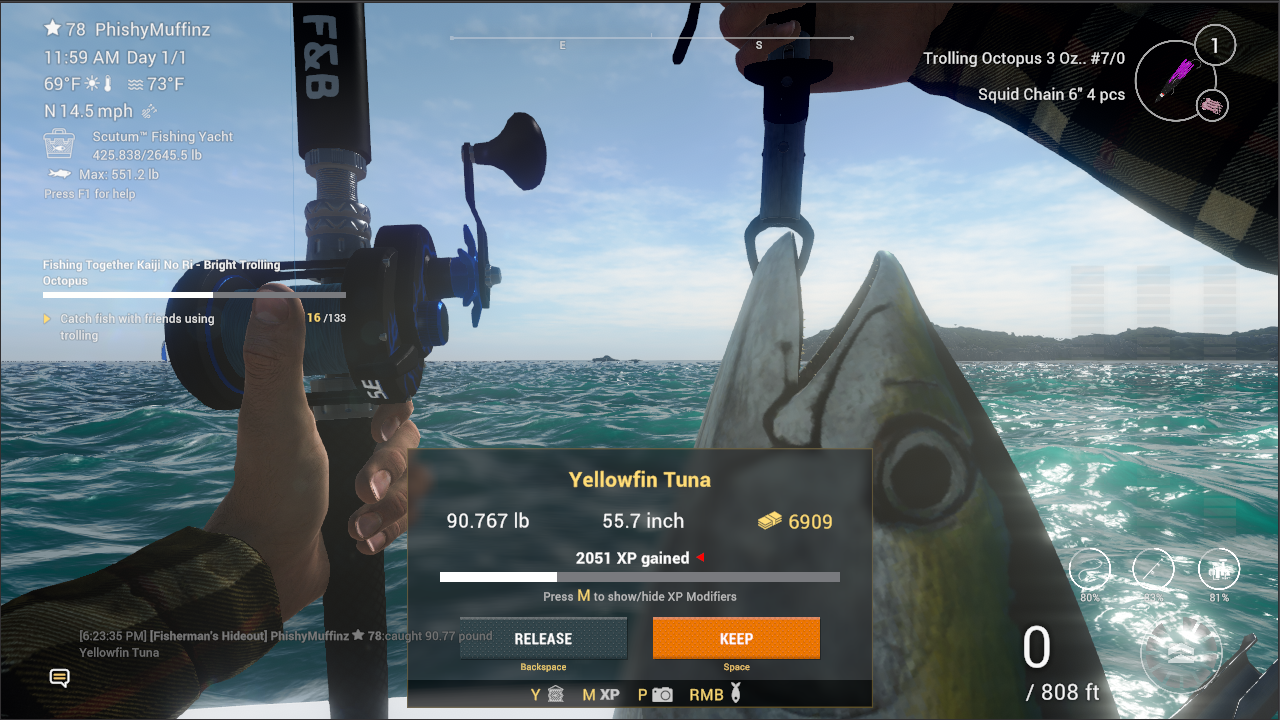 78 PhishyMuffinz
11:59 AM Day 1/1
69°F 73°F
N 14.5 mph
Scutum™ Fishing Yacht
425.838/2645.5 lb
Max: 551.2 lb
Press F1 for help
F&B
E S
Trolling Octopus 3 Oz.. #7/0
1
Squid Chain 6" 4 pcs
Fishing Together Kaiji No Ri - Bright Trolling
Octopus
Catch fish with friends using
trolling
16 /133
35
Yellowfin Tuna
90.767 lb 55.7 inch 6909
2051 XP gained
Press M to show/hide XP Modifiers
RELEASE KEEP
Backspace Space
Y M XP P RMB
[6:23:35 PM] [Fisherman's Hideout] PhishyMuffinz 78:caught 90.77 pound
Yellowfin Tuna
80% 83% 81%
0
/ 808 ft